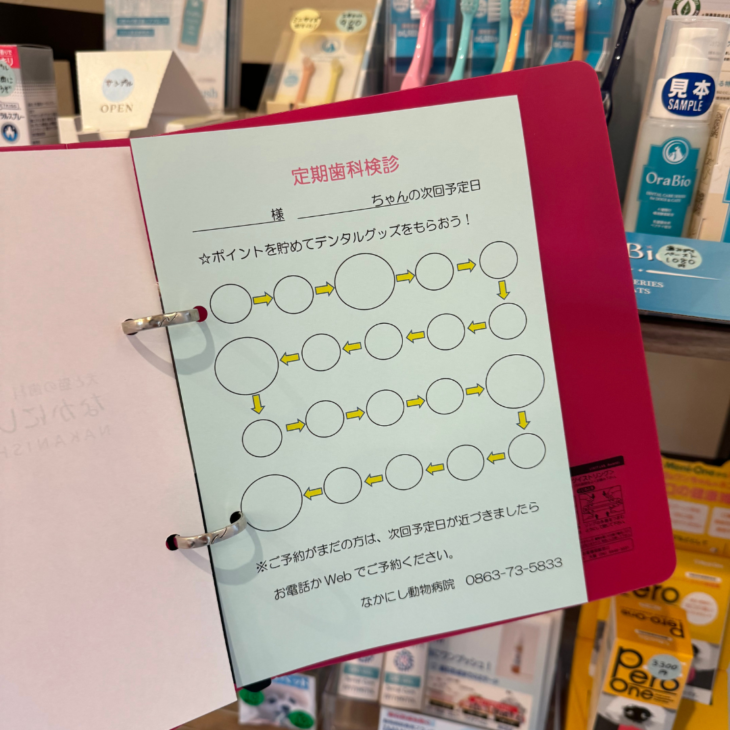 定期歯科検診
様 ちゃんの次回予定日
☆ポイントを貯めてデンタルグッズをもらおう！
※ご予約がまだの方は、次回予定日が近づきましたら
お電話かWebでご予約ください。
なかにし動物病院 0863-73-5833
OPEN
見本
SAMPLE
OraBio
Pero
one